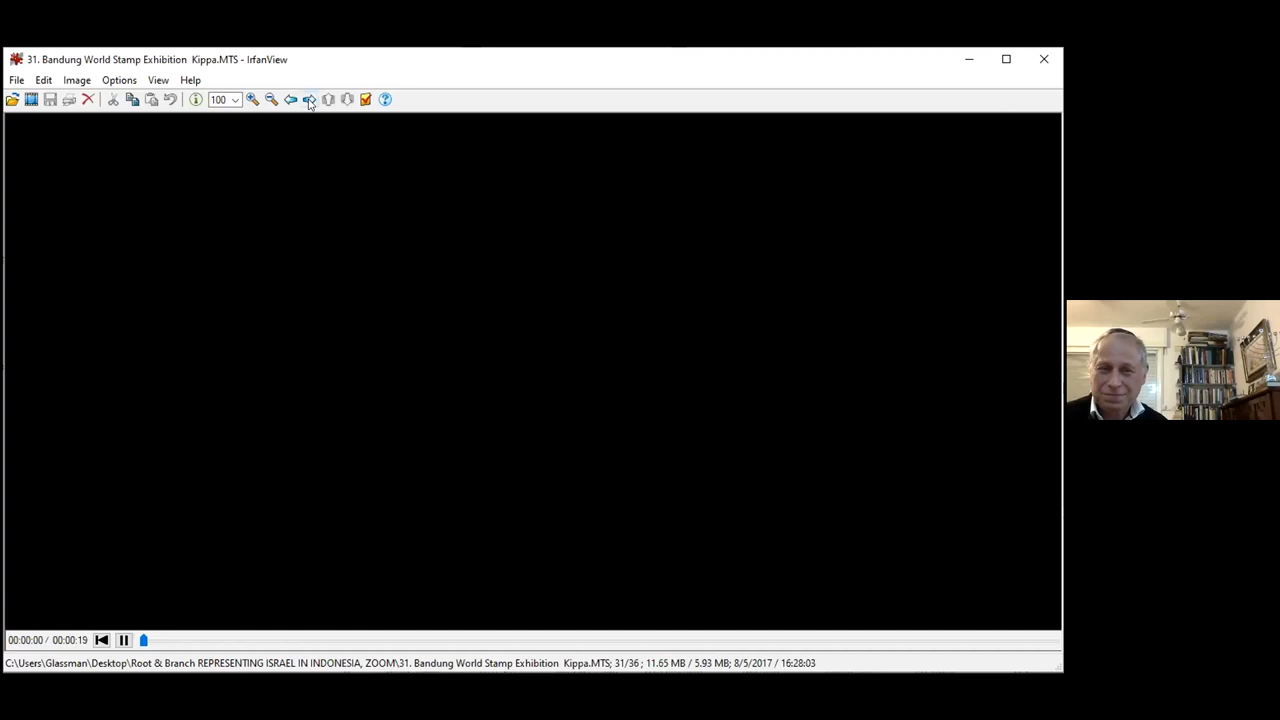 31. Bandung World Stamp Exhibition  Kippa.MTS - IrfanView
File Edit Image Options View Help
100
00:00:00 / 00:00:19
C:\Users\Glassman\Desktop\Root & Branch REPRESENTING ISRAEL IN INDONESIA, ZOOM\31. Bandung World Stamp Exhibition  Kippa.MTS; 31/36 ; 11.65 MB / 5.93 MB; 8/5/2017 / 16:28:03